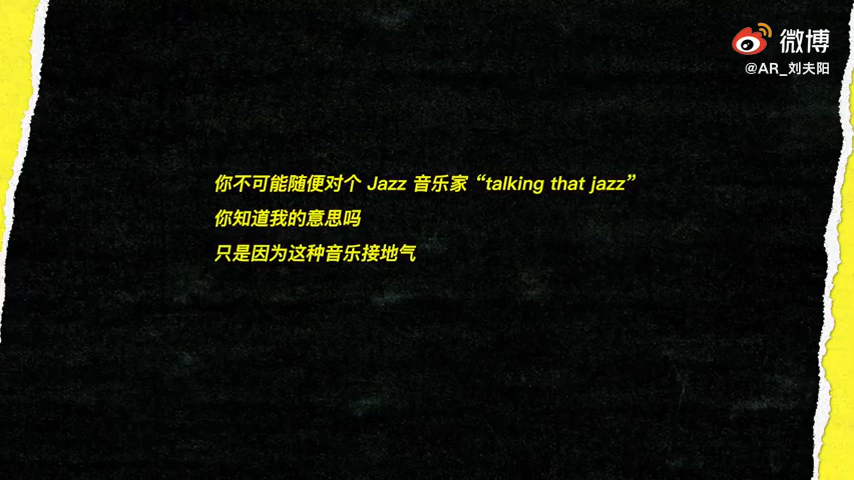 微博
@AR_刘夫阳
你不可能随便对个 Jazz 音乐家“talking that jazz”
你知道我的意思吗
只是因为这种音乐接地气